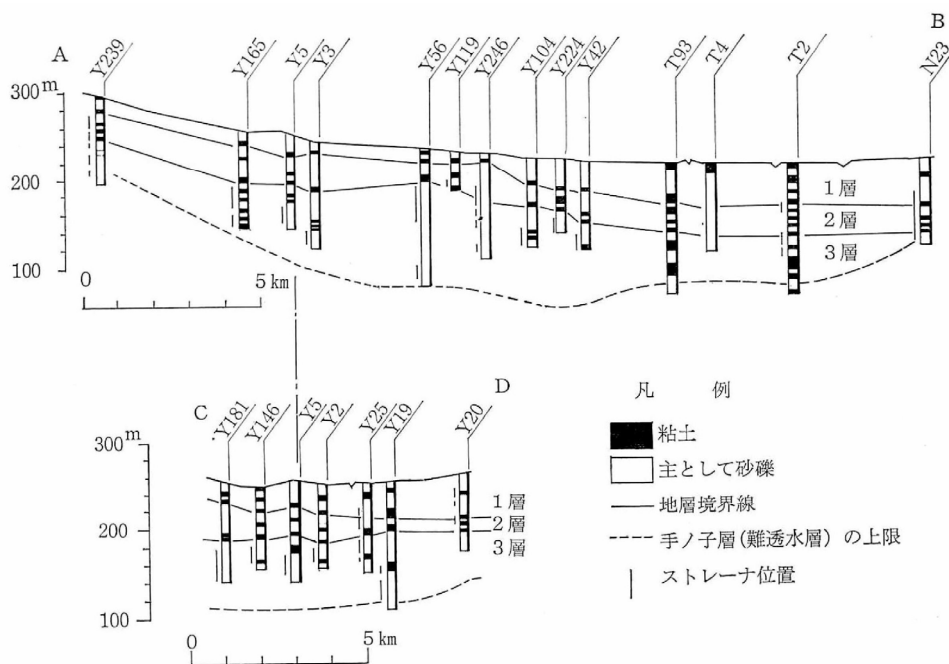 A
B
Y239
Y165
Y5
Y3
Y56
Y119
Y246
Y104
Y224
Y42
T93
T4
T2
N23
300 m
200
100
1層
2層
3層
0
5 km
C
D
Y181
Y146
Y5
Y2
Y25
Y19
Y20
300 m
200
100
1層
2層
3層
0
5 km
凡 例
粘土
主として砂礫
地層境界線
手ノ子層(難透水層)の上限
ストレーナ位置